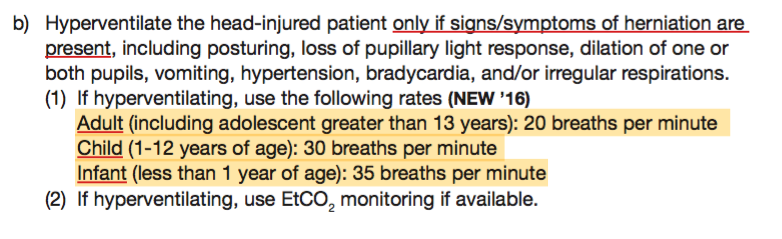 b) Hyperventilate the head-injured patient only if signs/symptoms of herniation are
present, including posturing, loss of pupillary light response, dilation of one or
both pupils, vomiting, hypertension, bradycardia, and/or irregular respirations.
(1) If hyperventilating, use the following rates (NEW ’16)
Adult (including adolescent greater than 13 years): 20 breaths per minute
Child (1-12 years of age): 30 breaths per minute
Infant (less than 1 year of age): 35 breaths per minute
(2) If hyperventilating, use EtCO₂ monitoring if available.